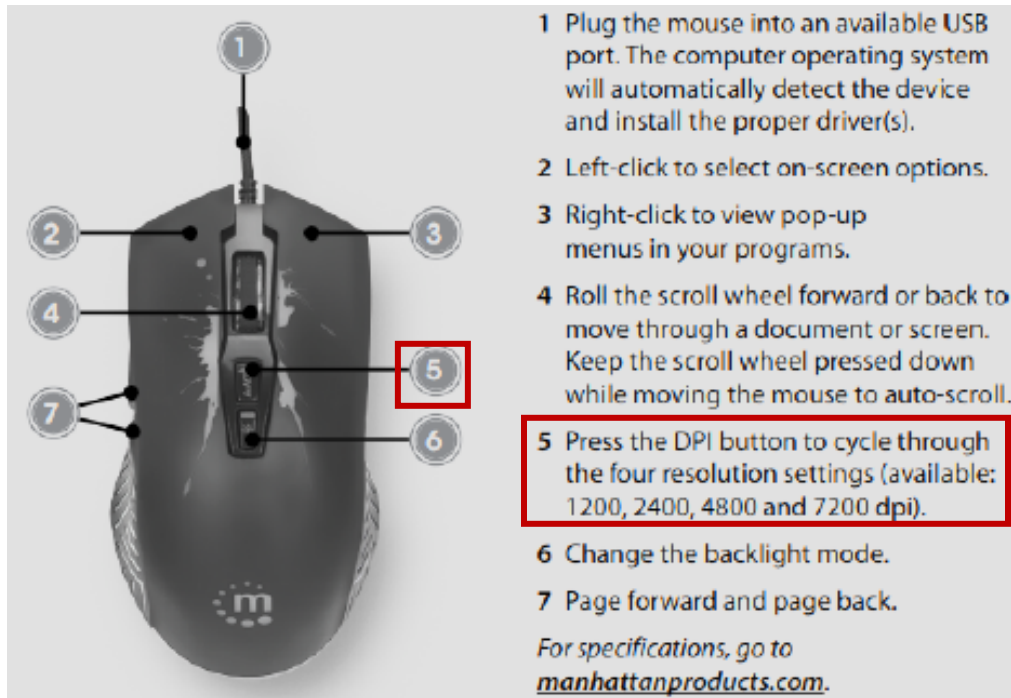 1
2
3
4
5
6
7
m
1 Plug the mouse into an available USB
port. The computer operating system
will automatically detect the device
and install the proper driver(s).
2 Left-click to select on-screen options.
3 Right-click to view pop-up
menus in your programs.
4 Roll the scroll wheel forward or back to
move through a document or screen.
Keep the scroll wheel pressed down
while moving the mouse to auto-scroll.
5 Press the DPI button to cycle through
the four resolution settings (available:
1200, 2400, 4800 and 7200 dpi).
6 Change the backlight mode.
7 Page forward and page back.
For specifications, go to
manhattanproducts.com.